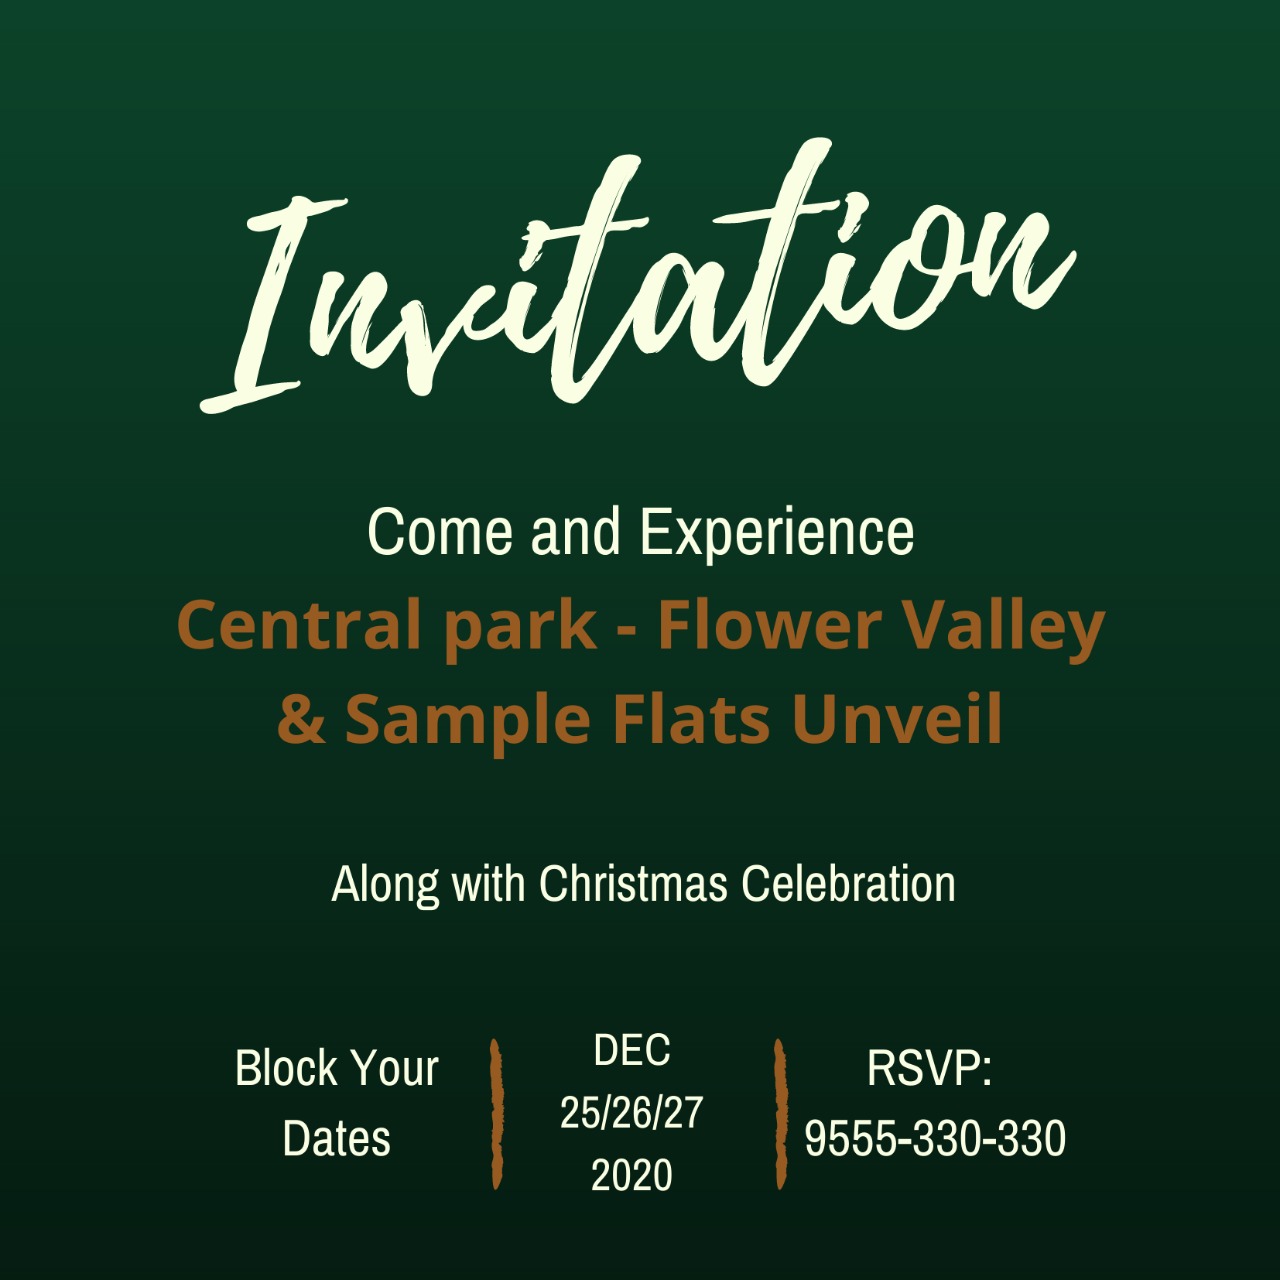 Invitation
Come and Experience
Central park - Flower Valley
& Sample Flats Unveil
Along with Christmas Celebration
Block Your
Dates
DEC
25/26/27
2020
RSVP:
9555-330-330